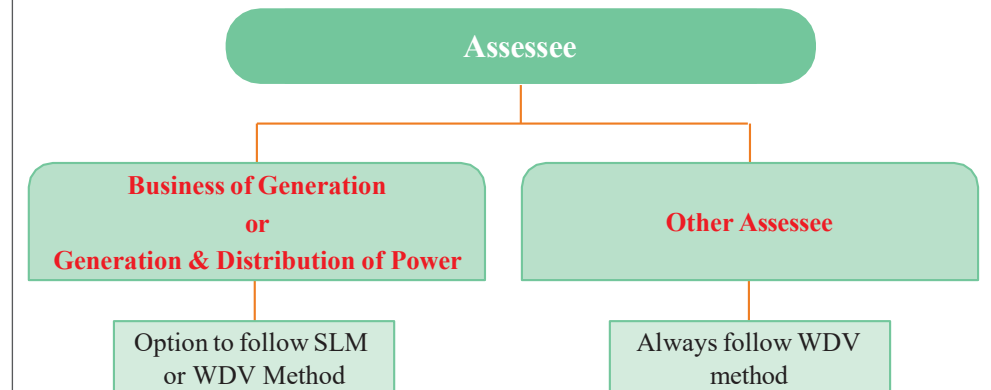 Assessee
Business of Generation
or
Generation & Distribution of Power
Other Assessee
Option to follow SLM
or WDV Method
Always follow WDV
method